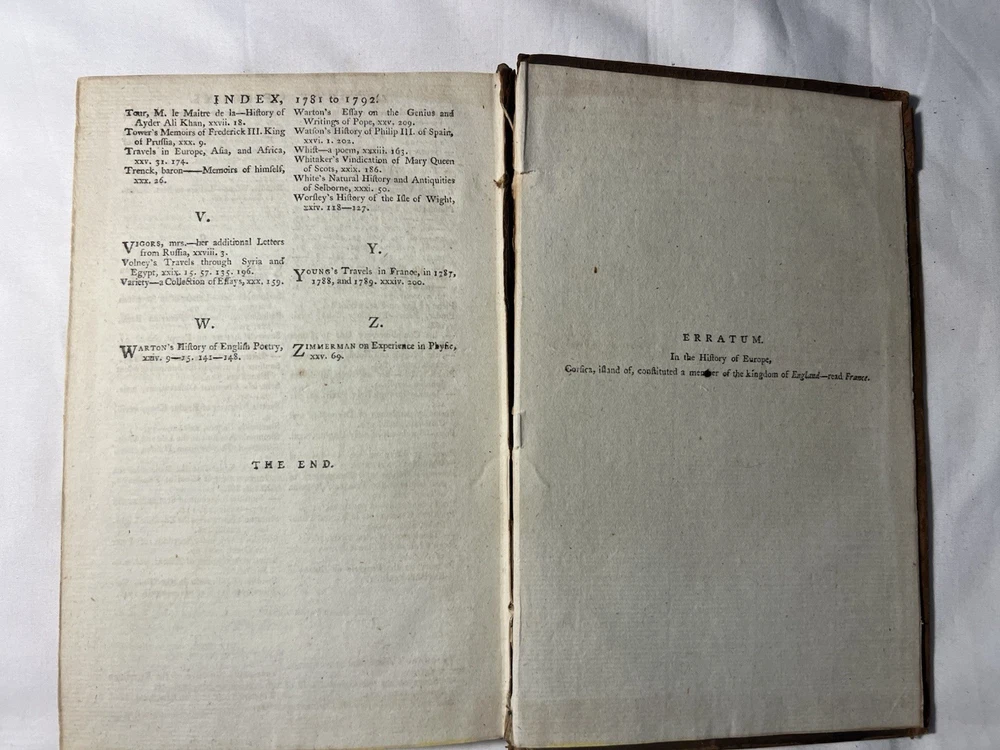 INDEX, 1781 to 1792.
Tour, M. le Maitre de la—Hiſtory of
Ayder Ali Khan, xxvii. 18.
Tower's Memoirs of Frederick III. King
of Pruſſia, xxx. 9.
Travels in Europe, Aſia, and Africa,
xxv. 31. 174.
Trenck, baron——Memoirs of himſelf,
xxx. 26.
V.
VIGORS, mrs.—her additional Letters
from Ruſſia, xxviii. 3.
Volney's Travels through Syria and
Egypt, xxix. 15. 57. 135. 196.
Variety—a Collection of Eſſays, xxx. 159.
W.
WARTON's Hiſtory of Engliſh Poetry,
xxiv. 9—25. 141—148.
Warton's Eſſay on the Genius and
Writings of Pope, xxv. 209.
Watſon's Hiſtory of Philip III. of Spain,
xxvi. 1. 202.
Whiſt—a poem, xxxiii. 163.
Whitaker's Vindication of Mary Queen
of Scots, xxix. 186.
White's Natural Hiſtory and Antiquities
of Selborne, xxxi. 50.
Worſley's Hiſtory of the Iſle of Wight,
xxiv. 118—127.
Y.
YOUNG's Travels in France, in 1787,
1788, and 1789. xxxiv. 200.
Z.
ZIMMERMAN on Experience in Phyſic,
xxv. 69.
THE END.
ERRATUM.
In the Hiſtory of Europe,
Corſica, iſland of, conſtituted a member of the kingdom of England—read France.